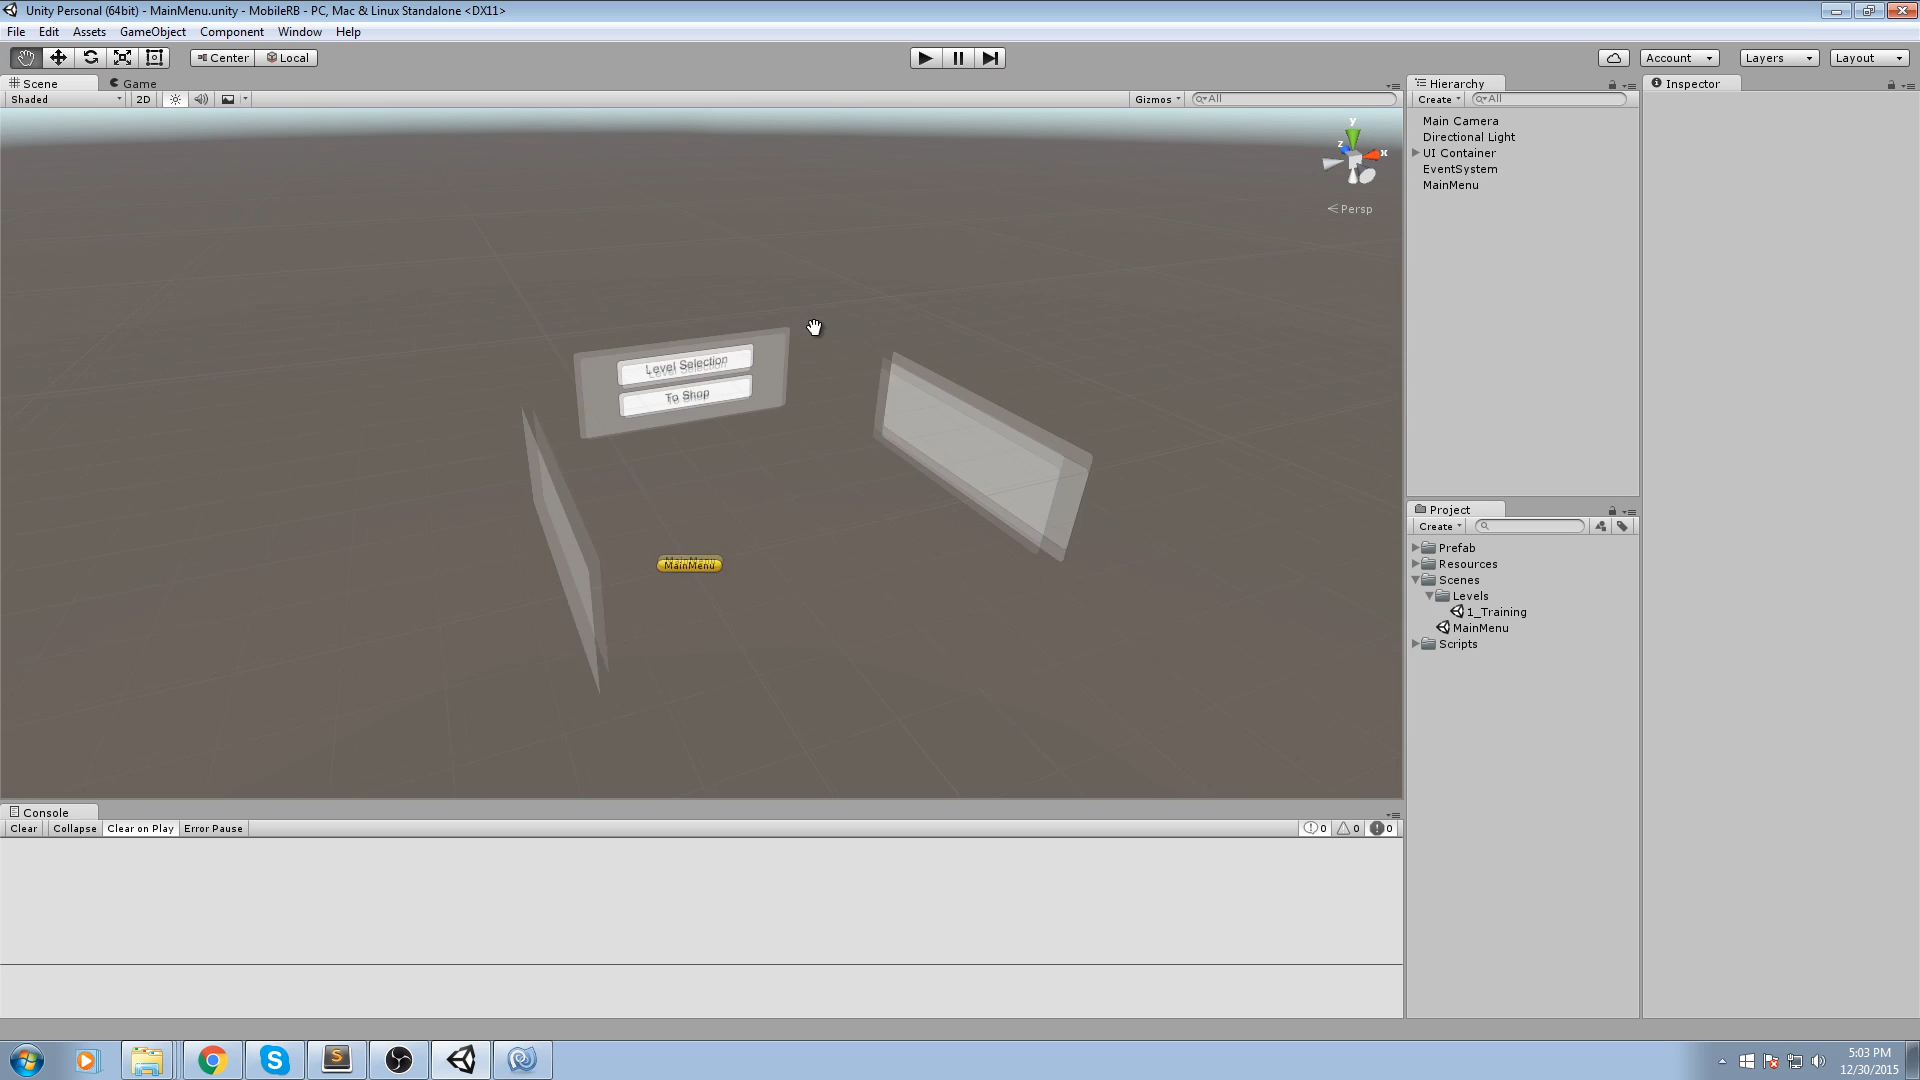 Unity Personal (64bit) - MainMenu.unity - MobileRB - PC, Mac & Linux Standalone <DX11>
File Edit Assets GameObject Component Window Help
Center Local Account Layers Layout
Scene Game
Shaded 2D Gizmos All
Hierarchy
Create All
Main Camera
Directional Light
UI Container
EventSystem
MainMenu
Inspector
y
z x
Persp
Level Selection
To Shop
MainMenu
Project
Create
Prefab
Resources
Scenes
Levels
1_Training
MainMenu
Scripts
Console
Clear Collapse Clear on Play Error Pause 0 0 0
5:03 PM
12/30/2015